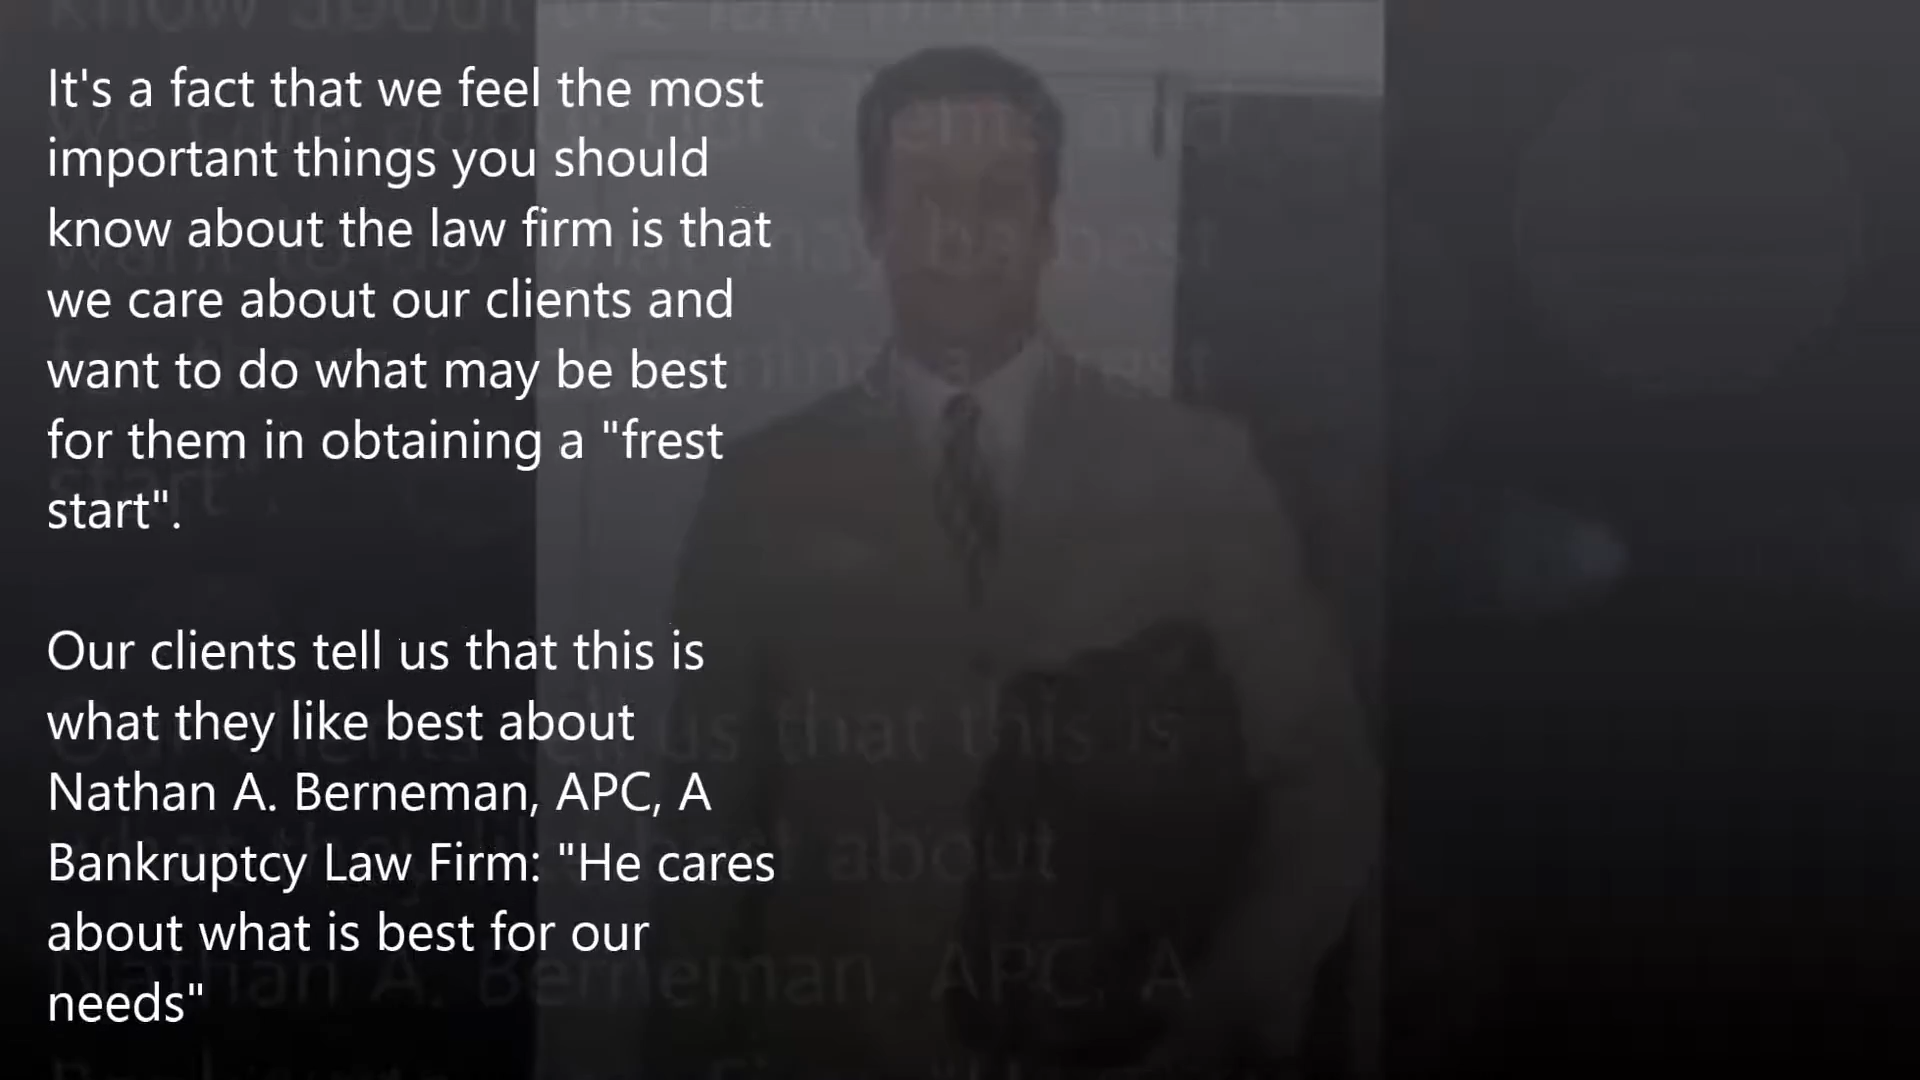 It's a fact that we feel the most
important things you should
know about the law firm is that
we care about our clients and
want to do what may be best
for them in obtaining a "frest
start".
Our clients tell us that this is
what they like best about
Nathan A. Berneman, APC, A
Bankruptcy Law Firm: "He cares
about what is best for our
needs"